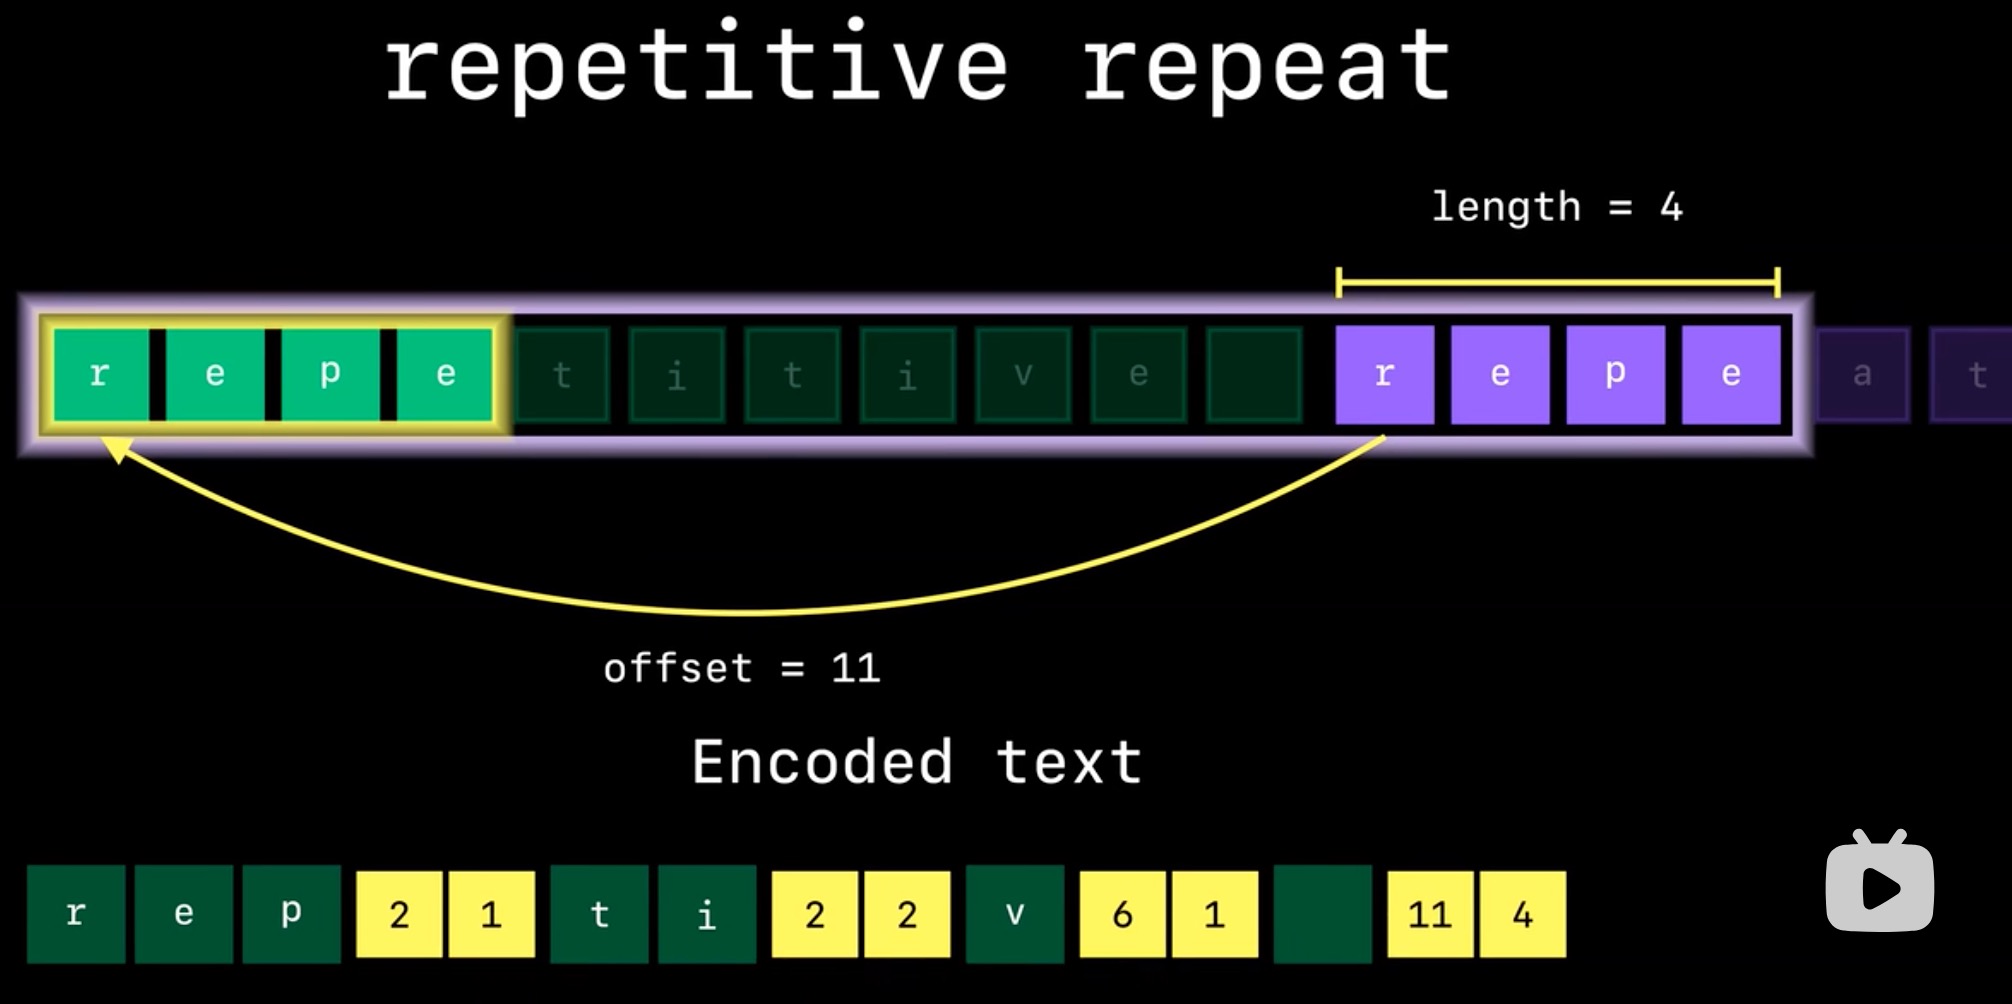 repetitive repeat
length = 4
r e p e t i t i v e r e p e a t
offset = 11
Encoded text
r e p 2 1 t i 2 2 v 6 1 11 4